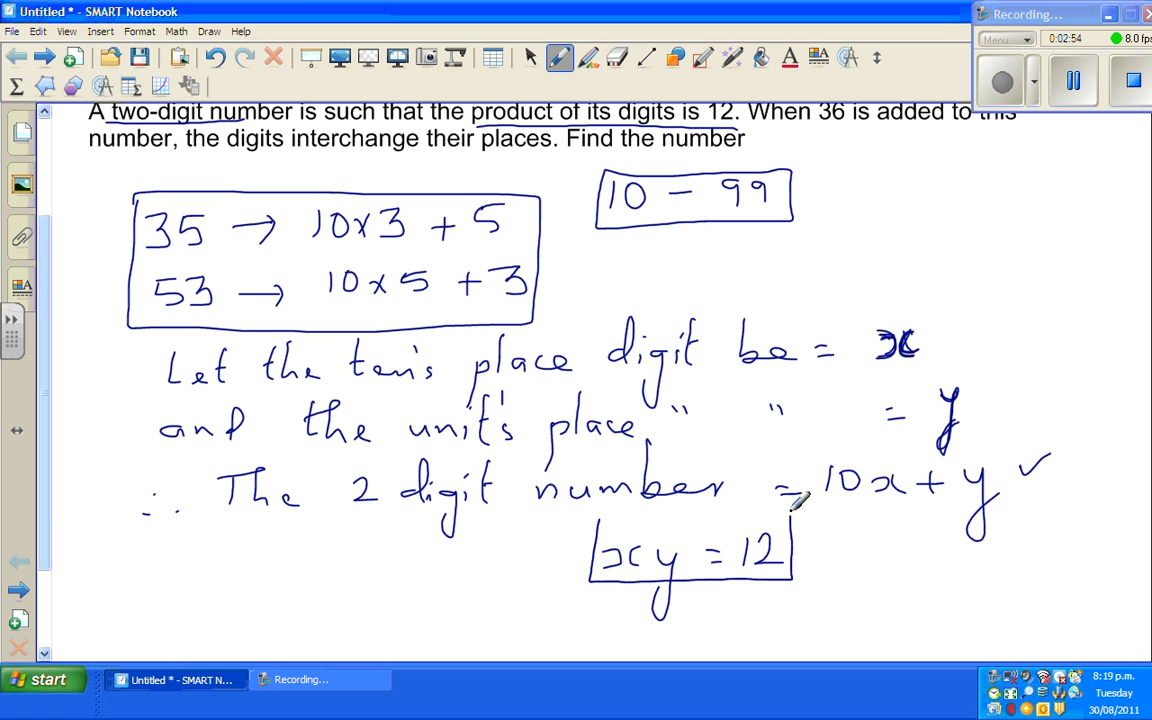 Untitled * - SMART Notebook
File Edit View Insert Format Math Draw Help
Recording...
Menu
0:02:54
8.0 fps
A two-digit number is such that the product of its digits is 12. When 36 is added to this
number, the digits interchange their places. Find the number
10 - 99
35 → 10x3 + 5
53 → 10x5 + 3
Let the ten's place digit be = x
and the unit's place " " = y
∴ The 2 digit number = 10x + y ✓
xy = 12
start
Untitled * - SMART N...
Recording...
8:19 p.m.
Tuesday
30/08/2011